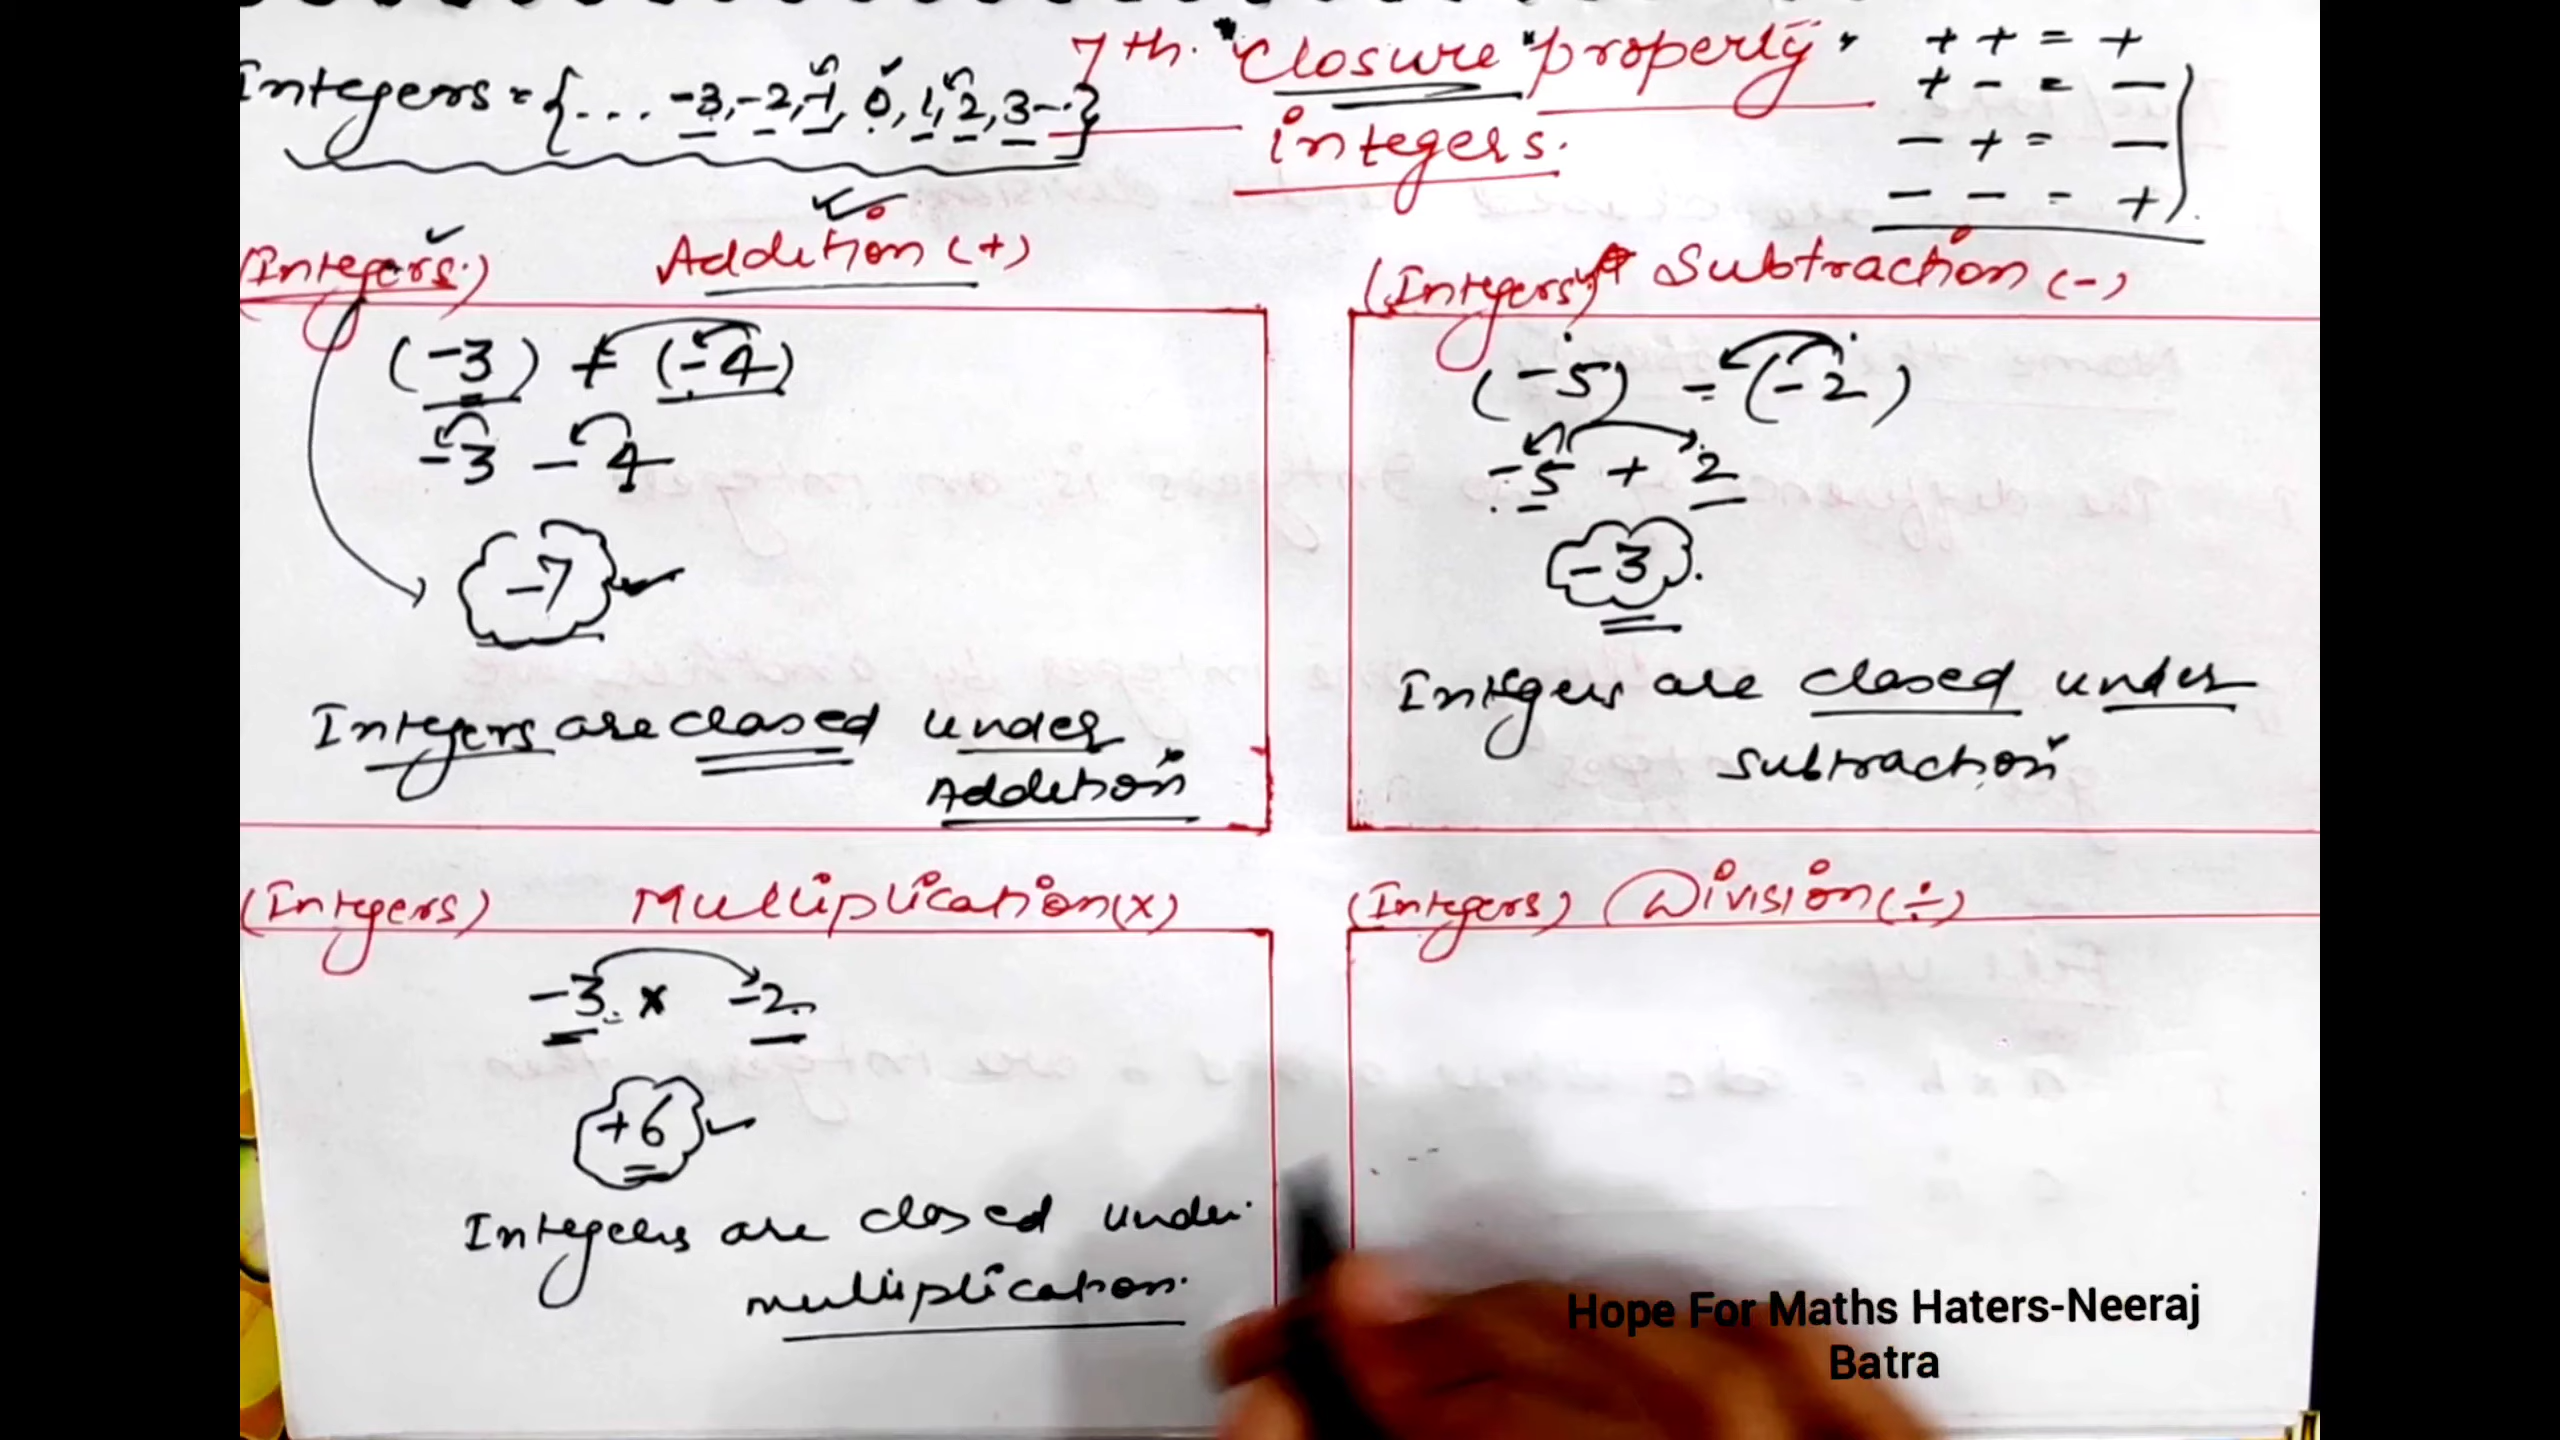 7th. "Closure" property
integers.
Integers = {... -3, -2, -1, 0, 1, 2, 3-..}
+ + = +
+ - = -
- + = -
- - = +
(Integers.) Addition (+)
(-3) + (-4)
-3 - 4
-7
Integers are closed under
Addition
(Integers) Subtraction (-)
(-5) - (-2)
-5 + 2
-3.
Integers are closed under
subtraction
(Integers) Multiplication(x)
-3 x -2
+6
Integers are closed under.
multiplication.
(Integers) Division(÷)
Hope For Maths Haters-Neeraj
Batra